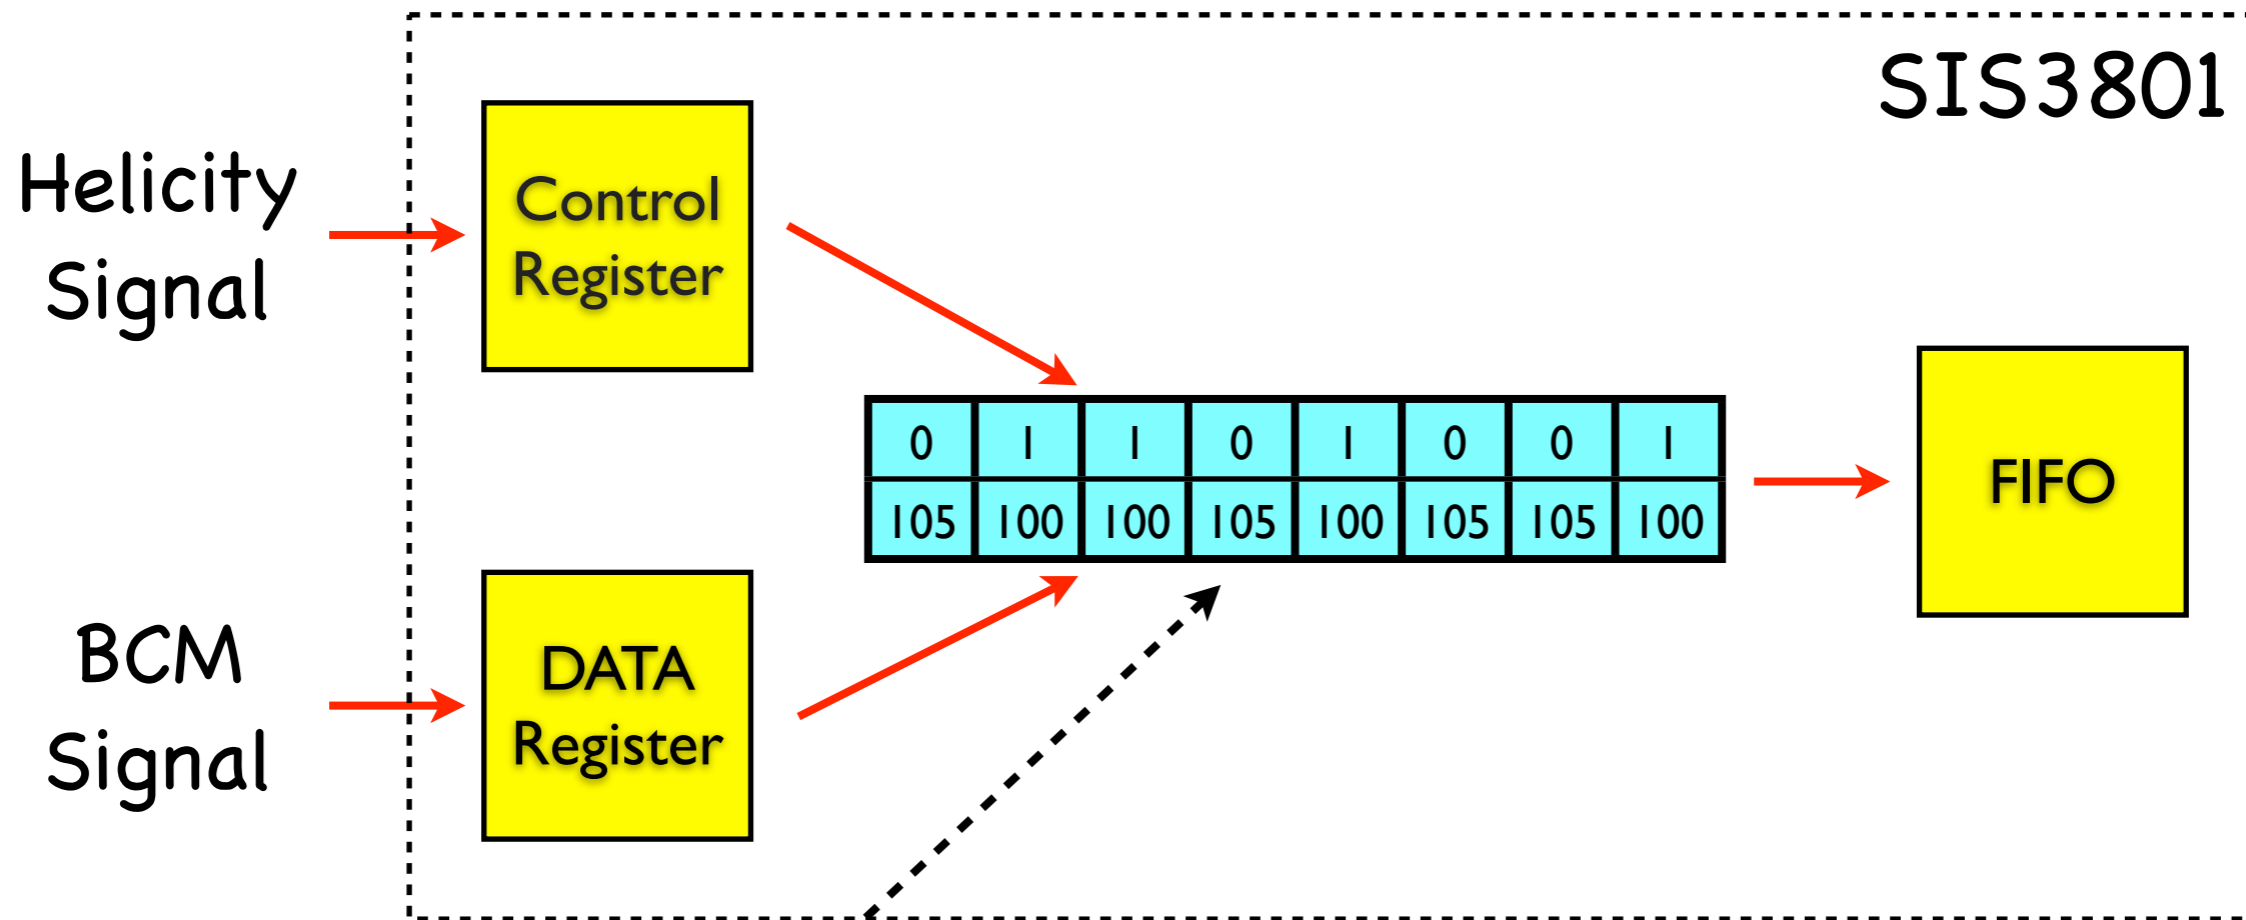 SIS3801
Helicity
Signal
Control
Register
0 1 1 0 1 0 0 1
105 100 100 105 100 105 105 100
FIFO
BCM
Signal
DATA
Register